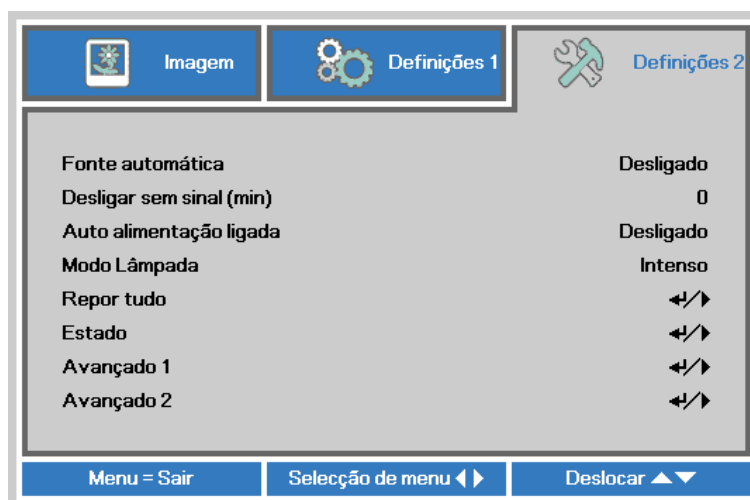 Imagem Definições 1 Definições 2
Fonte automática Desligado
Desligar sem sinal (min) 0
Auto alimentação ligada Desligado
Modo Lâmpada Intenso
Repor tudo ↵/▶
Estado ↵/▶
Avançado 1 ↵/▶
Avançado 2 ↵/▶
Menu = Sair Selecção de menu ◀▶ Deslocar ▲▼